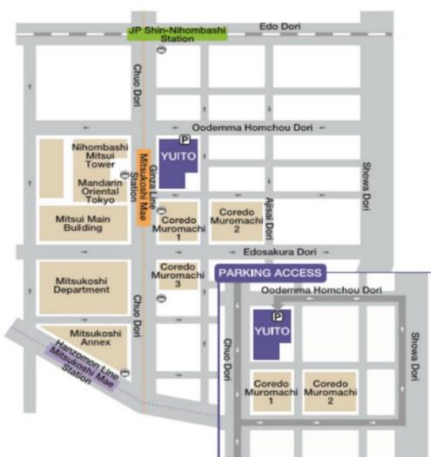 Edo Dori
JP Shin-Nihombashi
Station
Chuo Dori
Oodemma Homchou Dori
P
YUITO
Nihombashi
Mitsui
Tower
Mandarin
Oriental
Tokyo
Ginza Line
Mitsukoshi Mae
Station
Showa Dori
Mitsui Main
Building
Coredo
Muromachi
1
Coredo
Muromachi
2
Ajisai Dori
Edosakura Dori
Mitsukoshi
Department
Coredo
Muromachi
3
Chuo Dori
Mitsukoshi
Annex
Hanzomon Line
Mitsukoshi Mae
Station
PARKING ACCESS
Oodemma Homchou Dori
P
YUITO
Chuo Dori
Showa Dori
Coredo
Muromachi
1
Coredo
Muromachi
2